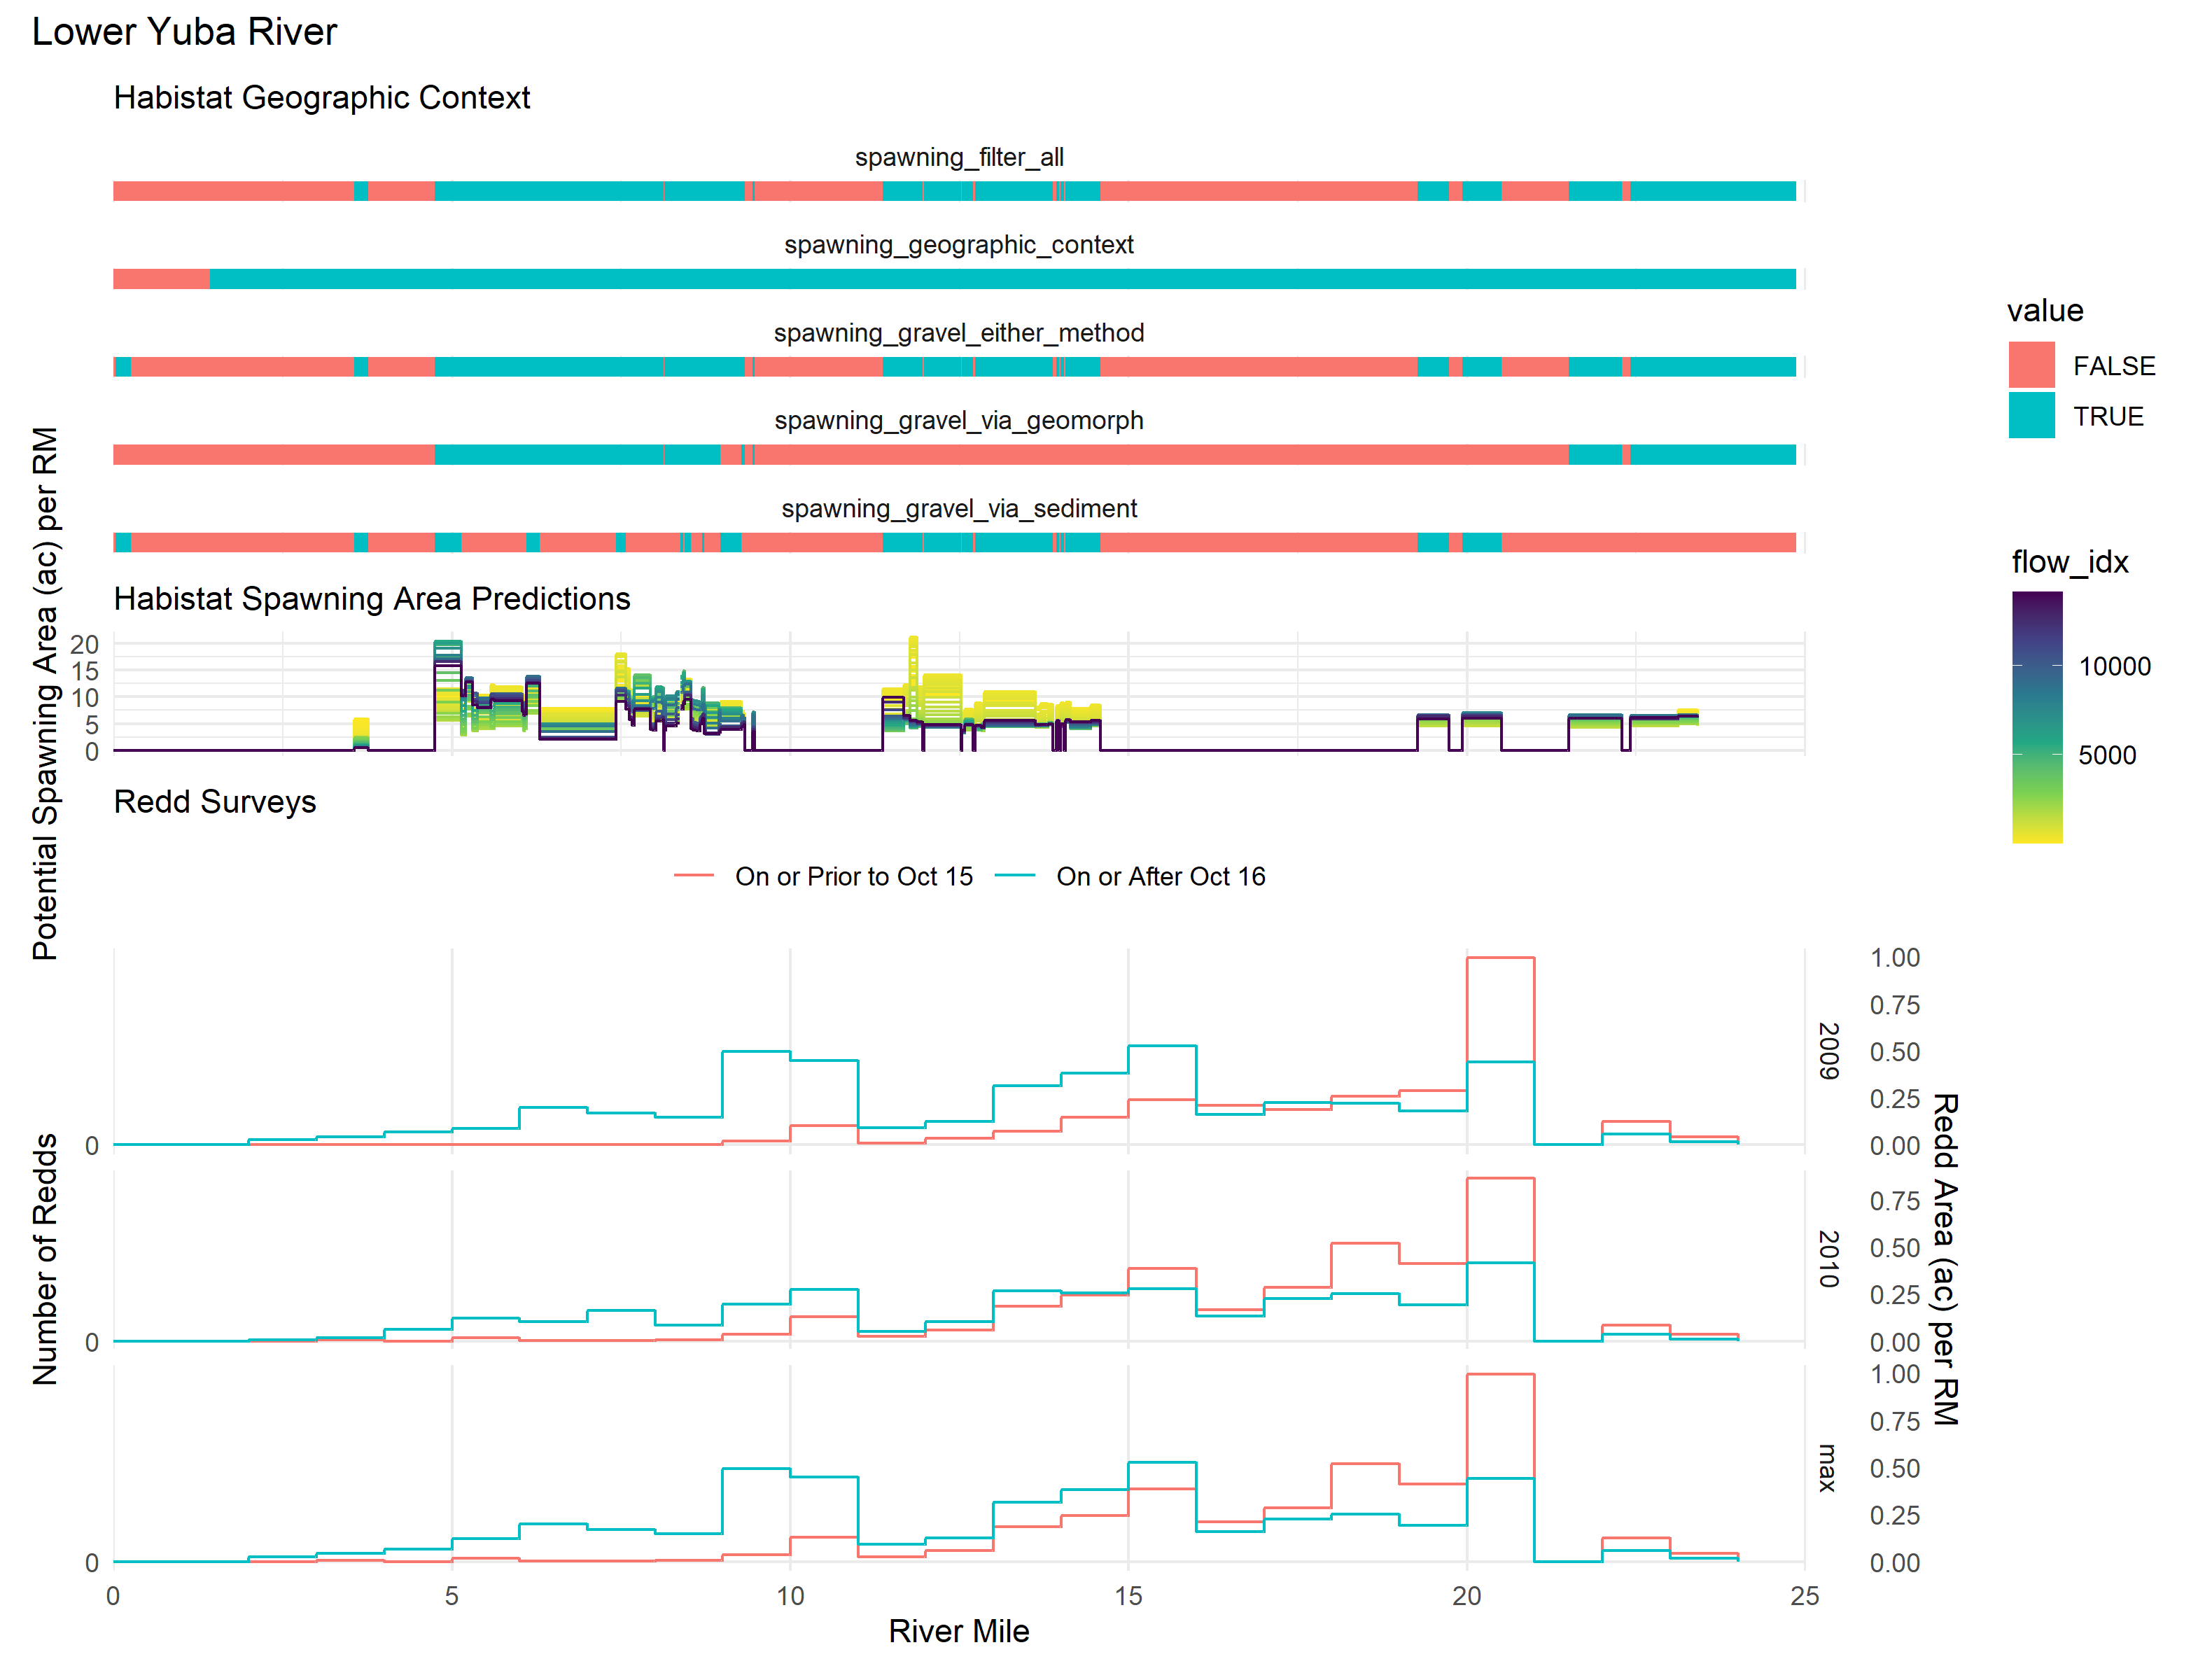 Lower Yuba River
Habistat Geographic Context
spawning_filter_all
spawning_geographic_context
spawning_gravel_either_method
spawning_gravel_via_geomorph
spawning_gravel_via_sediment
value
FALSE
TRUE
Habistat Spawning Area Predictions
Potential Spawning Area (ac) per RM
20
15
10
5
0
flow_idx
10000
5000
Redd Surveys
On or Prior to Oct 15
On or After Oct 16
Number of Redds
0
2009
1.00
0.75
0.50
0.25
0.00
0
2010
0.75
0.50
0.25
0.00
0
max
1.00
0.75
0.50
0.25
0.00
Redd Area (ac) per RM
0 5 10 15 20 25
River Mile